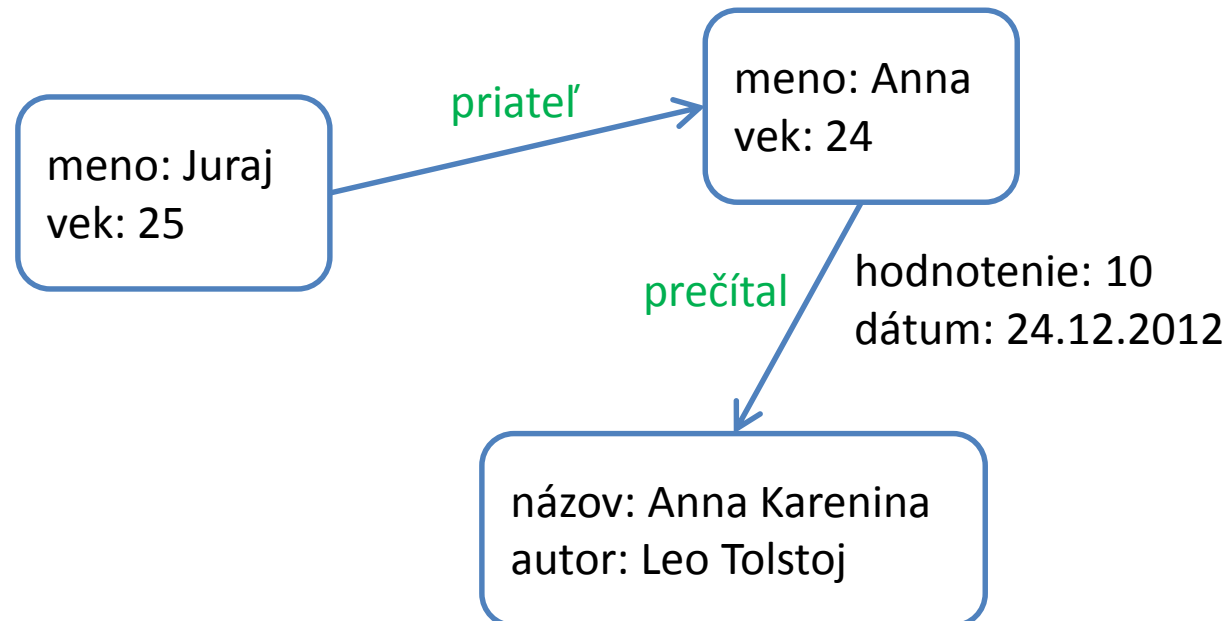 priateľ
meno: Anna
vek: 24
meno: Juraj
vek: 25
prečítal
hodnotenie: 10
dátum: 24.12.2012
názov: Anna Karenina
autor: Leo Tolstoj